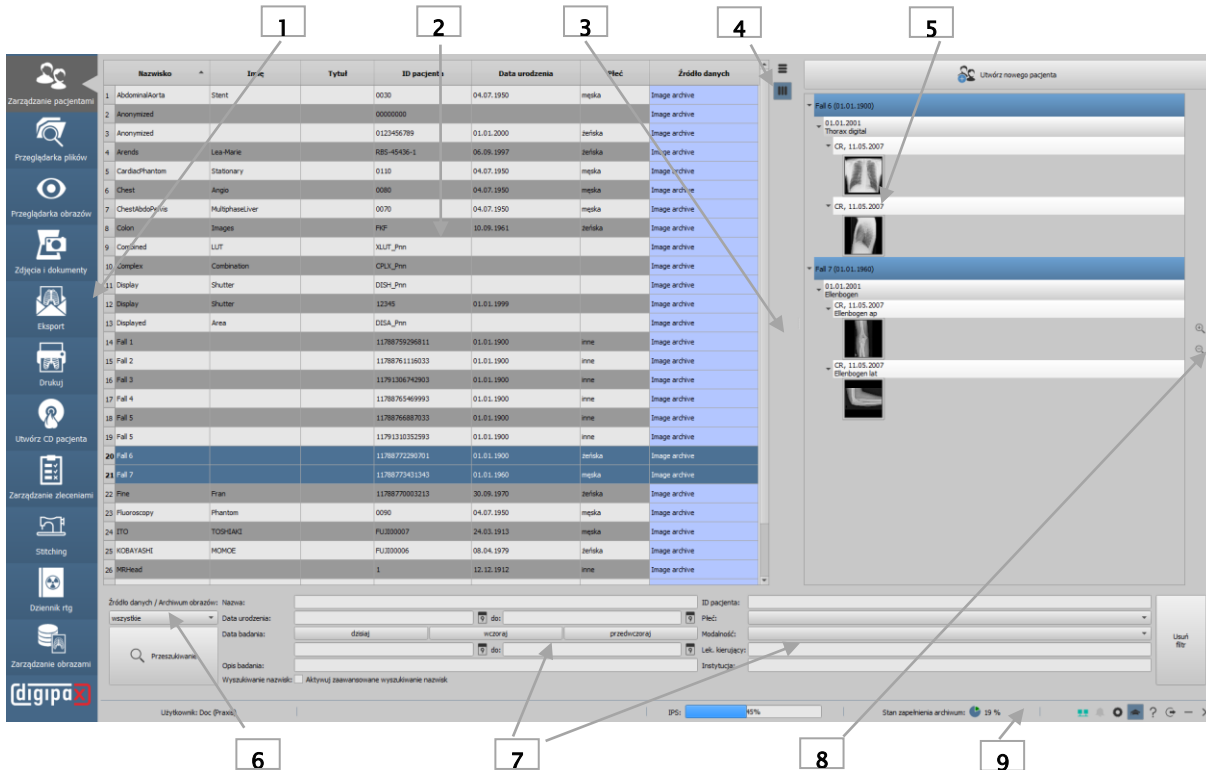 1 2 3 4 5
Zarządzanie pacjentami
Przeglądarka plików
Przeglądarka obrazów
Zdjęcia i dokumenty
Eksport
Drukuj
Utwórz CD pacjenta
Zarządzanie zleceniami
Stitching
Dziennik rtg
Zarządzanie obrazami
digipax
Nazwisko Imię Tytuł ID pacjenta Data urodzenia Płeć Źródło danych
1 AbdominalAorta Stent 0030 04.07.1950 męska Image archive
2 Anonymized 00000000 Image archive
3 Anonymized 0123456789 01.01.2000 żeńska Image archive
4 Arends Lea-Marie RBS-45436-1 06.09.1997 żeńska Image archive
5 CardiacPhantom Stationary 0110 04.07.1950 męska Image archive
6 Chest Angio 0080 04.07.1950 męska Image archive
7 ChestAbdoPelvis MultiphaseLiver 0070 04.07.1950 męska Image archive
8 Colon Images FKF 10.09.1961 żeńska Image archive
9 Combined LUT XLUT_Pnn Image archive
10 Complex Combination CPLX_Pnn Image archive
11 Display Shutter DISH_Pnn Image archive
12 Display Shutter 12345 01.01.1999 Image archive
13 Displayed Area DISA_Pnn Image archive
14 Fall 1 11788759296811 01.01.1900 inne Image archive
15 Fall 2 11788761116033 01.01.1900 inne Image archive
16 Fall 3 11791306742903 01.01.1900 inne Image archive
17 Fall 4 11788765469993 01.01.1900 inne Image archive
18 Fall 5 11788766887033 01.01.1900 inne Image archive
19 Fall 5 11791310352593 01.01.1900 inne Image archive
20 Fall 6 11788772290701 01.01.1900 żeńska Image archive
21 Fall 7 11788773431343 01.01.1960 męska Image archive
22 Fine Fran 11788770003213 30.09.1970 żeńska Image archive
23 Fluoroscopy Phantom 0090 04.07.1950 męska Image archive
24 ITO TOSHIAKI FUJI00007 24.03.1913 męska Image archive
25 KOBAYASHI MOMOE FUJI00006 08.04.1979 żeńska Image archive
26 MRHead 1 12.12.1912 inne Image archive
Utwórz nowego pacjenta
Fall 6 (01.01.1900)
01.01.2001
Thorax digital
CR, 11.05.2007
CR, 11.05.2007
Fall 7 (01.01.1960)
01.01.2001
Ellenbogen
CR, 11.05.2007
Ellenbogen ap
CR, 11.05.2007
Ellenbogen lat
Źródło danych / Archiwum obrazów:
wszystkie
Przeszukiwanie
Nazwa:
Data urodzenia: do:
Data badania: dzisiaj wczoraj przedwczoraj
do:
Opis badania:
Wyszukiwanie nazwisk: Aktywuj zaawansowane wyszukiwanie nazwisk
ID pacjenta:
Płeć:
Modalność:
Lek. kierujący:
Instytucja:
Usuń
filtr
Użytkownik: Doc (Praxis) IPS: 45% Stan zapełnienia archiwum: 19 %
6 7 8 9